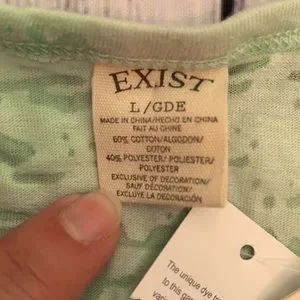 EXIST
L/GDE
MADE IN CHINA/HECHO EN CHINA
FAIT AU CHINE
60% COTTON/ALGODON/
COTON
40% POLYESTER/POLIESTER/
POLYESTER
EXCLUSIVE OF DECORATION/
SAUF DÉCORATION/
EXCLUYE LA DECORACIÓN
The unique dye
to this